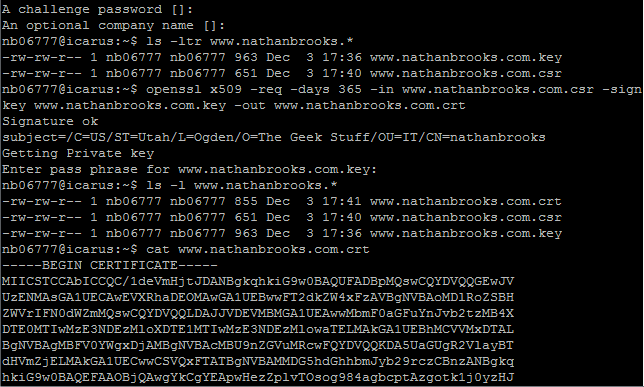 A challenge password []:
An optional company name []:
nb06777@icarus:~$ ls -ltr www.nathanbrooks.*
-rw-rw-r-- 1 nb06777 nb06777 963 Dec  3 17:36 www.nathanbrooks.com.key
-rw-rw-r-- 1 nb06777 nb06777 651 Dec  3 17:40 www.nathanbrooks.com.csr
nb06777@icarus:~$ openssl x509 -req -days 365 -in www.nathanbrooks.com.csr -sign
key www.nathanbrooks.com.key -out www.nathanbrooks.com.crt
Signature ok
subject=/C=US/ST=Utah/L=Ogden/O=The Geek Stuff/OU=IT/CN=nathanbrooks
Getting Private key
Enter pass phrase for www.nathanbrooks.com.key:
nb06777@icarus:~$ ls -l www.nathanbrooks.*
-rw-rw-r-- 1 nb06777 nb06777 855 Dec  3 17:41 www.nathanbrooks.com.crt
-rw-rw-r-- 1 nb06777 nb06777 651 Dec  3 17:40 www.nathanbrooks.com.csr
-rw-rw-r-- 1 nb06777 nb06777 963 Dec  3 17:36 www.nathanbrooks.com.key
nb06777@icarus:~$ cat www.nathanbrooks.com.crt
-----BEGIN CERTIFICATE-----
MIICSTCCAbICCQC/1deVmHjtJDANBgkqhkiG9w0BAQUFADBpMQswCQYDVQQGEwJV
UzENMAsGA1UECAwEVXRhaDEOMAwGA1UEBwwFT2dkZW4xFzAVBgNVBAoMDlRoZSBH
ZWVrIFN0dWZmMQswCQYDVQQLDAJJVDEVMBMGA1UEAwwMbmF0aGFuYnJvb2tzMB4X
DTE0MTIwMzE3NDEzMloXDTE1MTIwMzE3NDEzMlowaTELMAkGA1UEBhMCVVMxDTAL
BgNVBAgMBFV0YWgxDjAMBgNVBAcMBU9nZGVuMRcwFQYDVQQKDA5UaGUgR2VlayBT
dHVmZjELMAkGA1UECwwCSVQxFTATBgNVBAMMDG5hdGhhbmJyb29rczCBnzANBgkq
hkiG9w0BAQEFAAOBjQAwgYkCgYEApwHezZplvTOsog984agbcptAzgotk1j0yzHJ